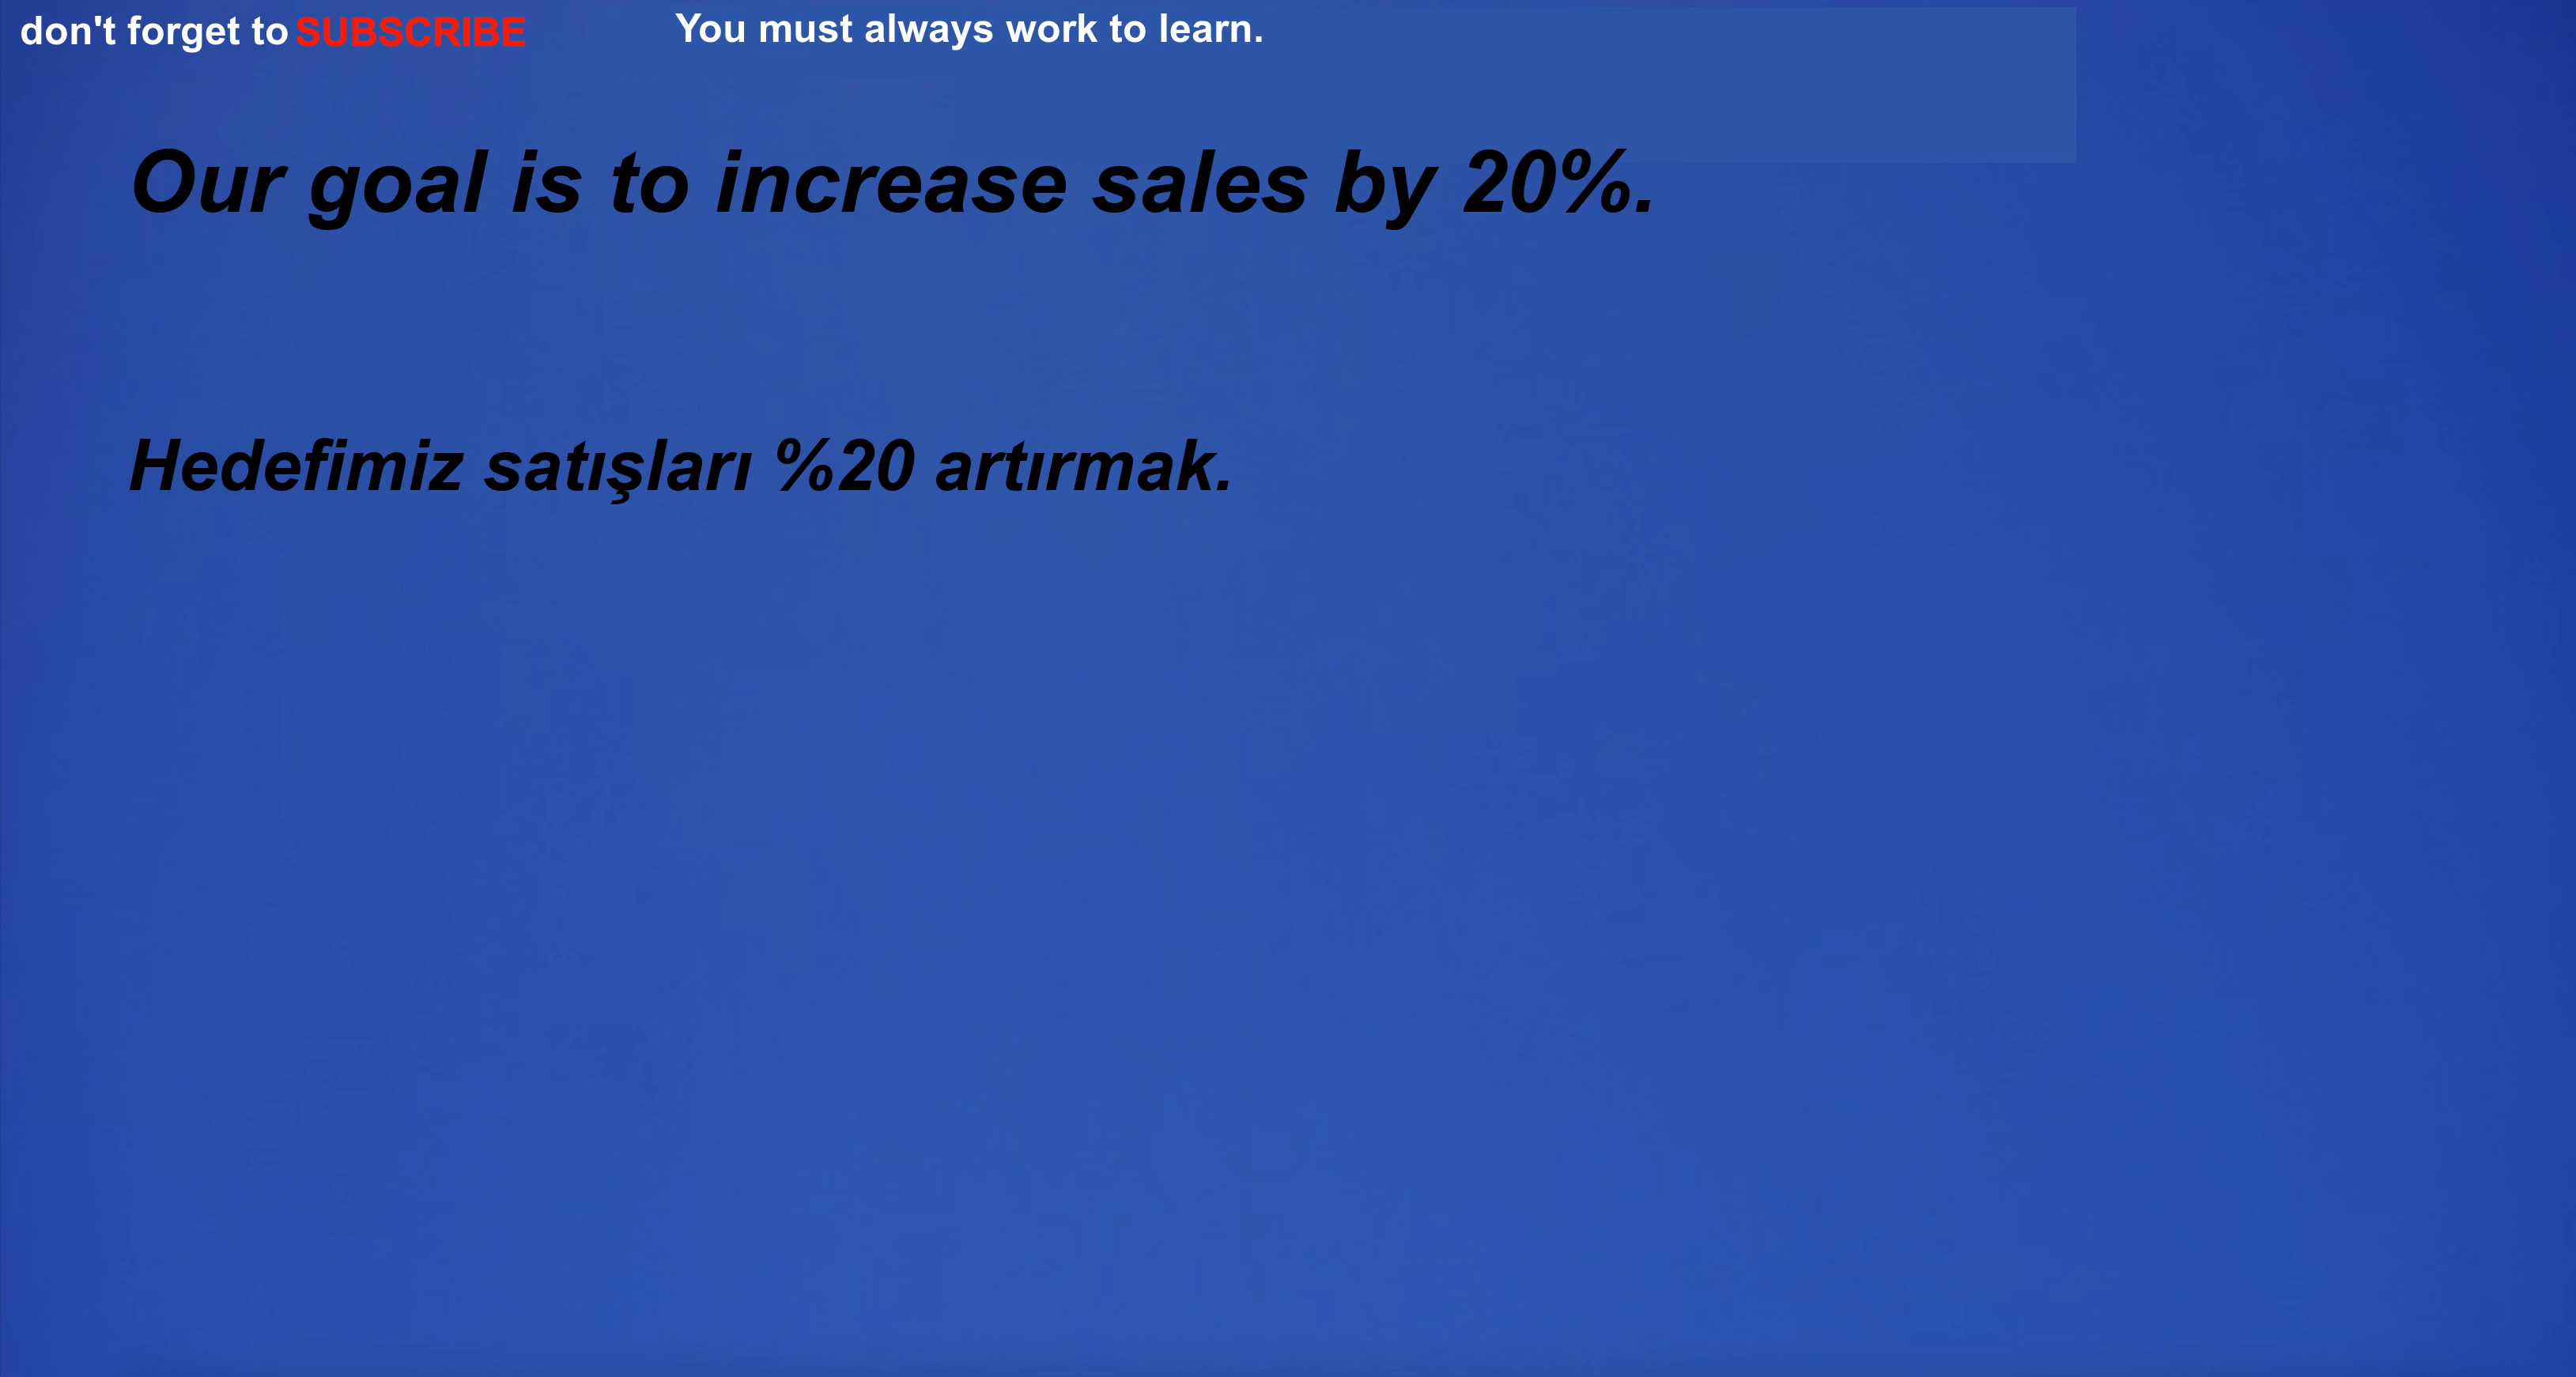 don't forget to SUBSCRIBE
You must always work to learn.
Our goal is to increase sales by 20%.
Hedefimiz satışları %20 artırmak.